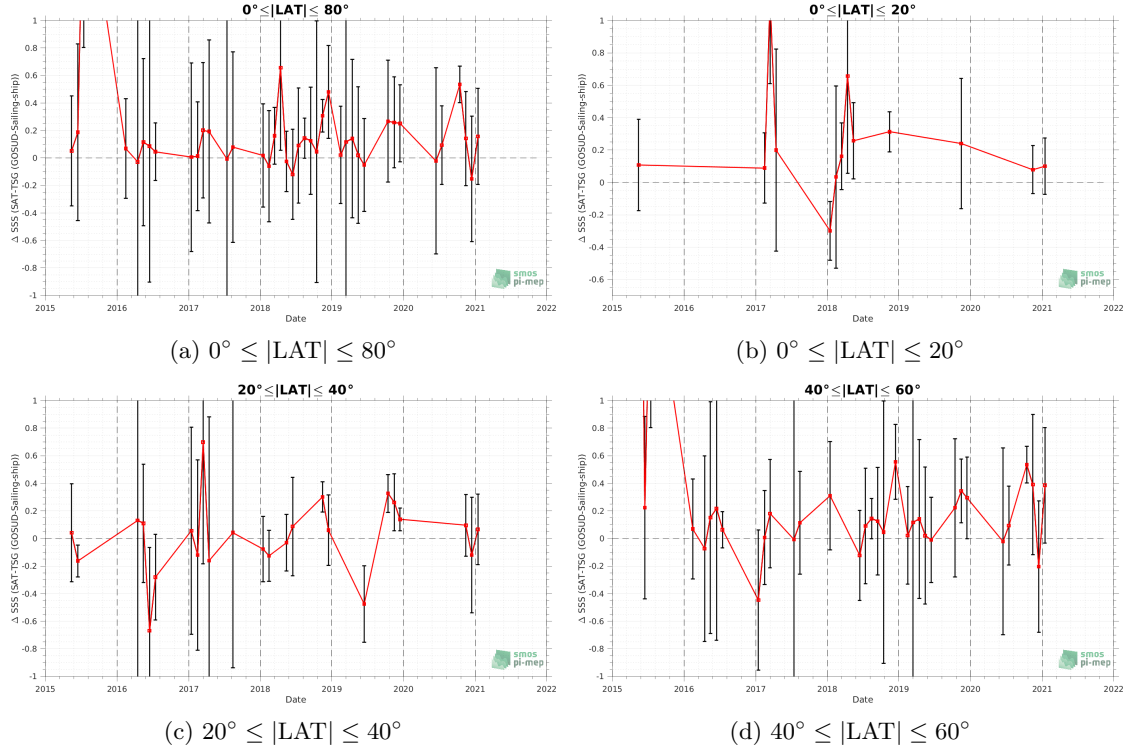 0°≤|LAT|≤ 80°
Δ SSS (SAT-TSG (GOSUD-Sailing-ship))
1
0.8
0.6
0.4
0.2
0
-0.2
-0.4
-0.6
-0.8
-1
2015 2016 2017 2018 2019 2020 2021 2022
Date
smos
pi-mep
(a) 0° ≤ |LAT| ≤ 80°
0°≤|LAT|≤ 20°
Δ SSS (SAT-TSG (GOSUD-Sailing-ship))
1
0.8
0.6
0.4
0.2
0
-0.2
-0.4
-0.6
2015 2016 2017 2018 2019 2020 2021 2022
Date
smos
pi-mep
(b) 0° ≤ |LAT| ≤ 20°
20°≤|LAT|≤ 40°
Δ SSS (SAT-TSG (GOSUD-Sailing-ship))
1
0.8
0.6
0.4
0.2
0
-0.2
-0.4
-0.6
-0.8
-1
2015 2016 2017 2018 2019 2020 2021 2022
Date
smos
pi-mep
(c) 20° ≤ |LAT| ≤ 40°
40°≤|LAT|≤ 60°
Δ SSS (SAT-TSG (GOSUD-Sailing-ship))
1
0.8
0.6
0.4
0.2
0
-0.2
-0.4
-0.6
-0.8
-1
2015 2016 2017 2018 2019 2020 2021 2022
Date
smos
pi-mep
(d) 40° ≤ |LAT| ≤ 60°